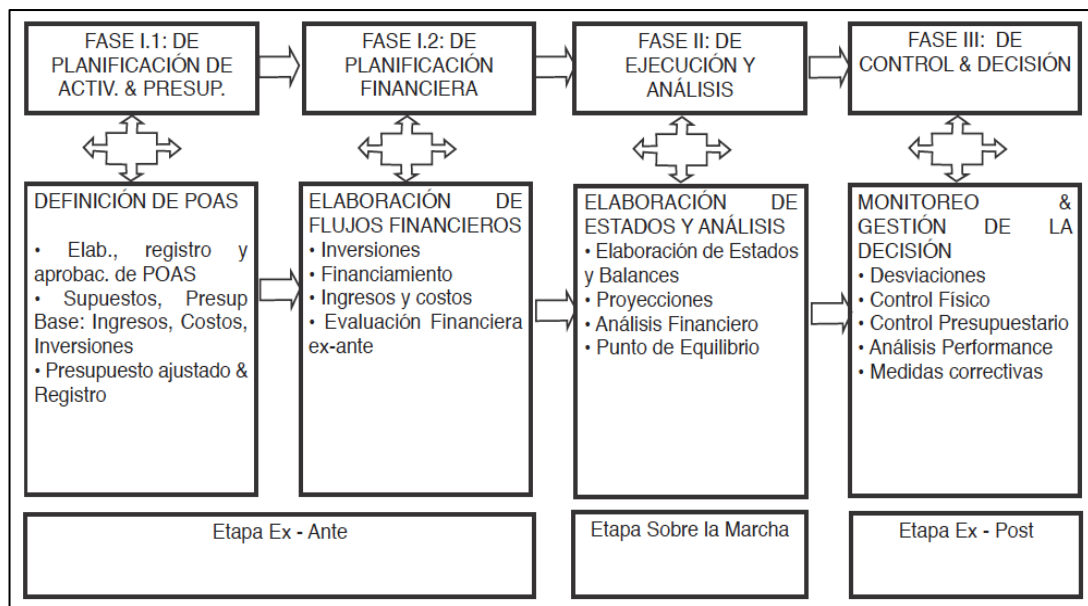 FASE I.1: DE
PLANIFICACIÓN DE
ACTIV. & PRESUP.
FASE I.2: DE
PLANIFICACIÓN
FINANCIERA
FASE II: DE
EJECUCIÓN Y
ANÁLISIS
FASE III: DE
CONTROL & DECISIÓN
DEFINICIÓN DE POAS
• Elab., registro y
aprobac. de POAS
• Supuestos, Presup
Base: Ingresos, Costos,
Inversiones
• Presupuesto ajustado &
Registro
ELABORACIÓN DE
FLUJOS FINANCIEROS
• Inversiones
• Financiamiento
• Ingresos y costos
• Evaluación Financiera
ex-ante
ELABORACIÓN DE
ESTADOS Y ANÁLISIS
• Elaboración de Estados
y Balances
• Proyecciones
• Análisis Financiero
• Punto de Equilibrio
MONITOREO &
GESTIÓN DE LA
DECISIÓN
• Desviaciones
• Control Físico
• Control Presupuestario
• Análisis Performance
• Medidas correctivas
Etapa Ex - Ante
Etapa Sobre la Marcha
Etapa Ex - Post